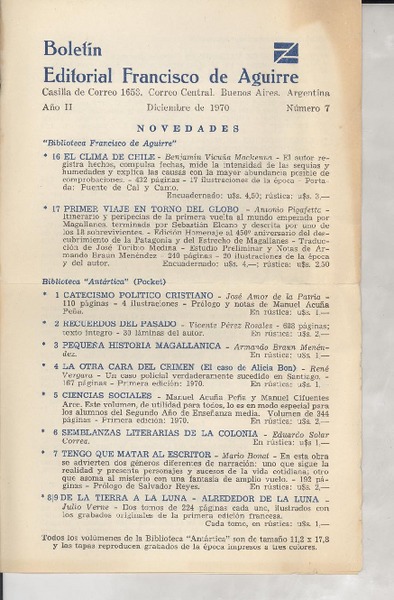 Boletín
Editorial Francisco de Aguirre
Casilla de Correo 1653. Correo Central. Buenos Aires. Argentina
Año II Diciembre de 1970 Número 7
NOVEDADES
"Biblioteca Francisco de Aguirre"
* 16 EL CLIMA DE CHILE - Benjamín Vicuña Mackenna - El autor re-
gistra hechos, compulsa fechas, mide la intensidad de las sequías y
humedades y explica las causas con la mayor abundancia posible de
comprobaciones. - 432 páginas - 17 ilustraciones de la época - Porta-
da: Puente de Cal y Canto.
Encuadernado: u$s. 4,50; rústica: u$s. 3,—
* 17 PRIMER VIAJE EN TORNO DEL GLOBO - Antonio Pigafetta -
Itinerario y peripecias de la primera vuelta al mundo empezada por
Magallanes, terminada por Sebastián Elcano y descrita por uno de
los 18 sobrevivientes. - Edición Homenaje al 450º aniversario del des-
cubrimiento de la Patagonia y del Estrecho de Magallanes - Traduc-
ción de José Toribio Medina - Estudio Preliminar y Notas de Ar-
mando Braun Menéndez - 240 páginas - 20 ilustraciones de la época
y del autor. Encuadernado: u$s. 4,—; rústica: u$s. 2,50
Biblioteca "Antártica" (Pocket)
* 1 CATECISMO POLITICO CRISTIANO - José Amor de la Patria -
110 páginas - 4 ilustraciones - Prólogo y notas de Manuel Acuña
Peña. En rústica: u$s. 1.—
* 2 RECUERDOS DEL PASADO - Vicente Pérez Rosales - 628 páginas;
texto íntegro - 33 láminas del autor. En rústica: u$s. 2.—
* 3 PEQUEÑA HISTORIA MAGALLANICA - Armando Braun Menén-
dez. En rústica: u$s. 1.—
* 4 LA OTRA CARA DEL CRIMEN (El caso de Alicia Bon) - René
Vergara - Un caso policial verdaderamente sucedido en Santiago. -
167 páginas - Primera edición: 1970. En rústica: u$s. 1.—
* 5 CIENCIAS SOCIALES - Manuel Acuña Peña y Manuel Cifuentes
Arce. Este volumen, de utilidad para todos, lo es en modo especial para
los alumnos del Segundo Año de Enseñanza media. Volumen de 344
páginas - Primera edición: 1970. En rústica: u$s. 2.—
* 6 SEMBLANZAS LITERARIAS DE LA COLONIA - Eduardo Solar
Correa. En rústica: u$s. 1.—
* 7 TENGO QUE MATAR AL ESCRITOR - Mario Bonat - En esta obra
se advierten dos géneros diferentes de narración: uno que sigue la
realidad y presenta personajes y sucesos de la vida cotidiana; otro
que asoma al misterio con una fantasía de amplio vuelo. - 192 pá-
ginas - Prólogo de Salvador Reyes. En rústica: u$s. 2.—
* 8|9 DE LA TIERRA A LA LUNA - ALREDEDOR DE LA LUNA -
Julio Verne - Dos tomos de 224 páginas cada uno, ilustrados con
los grabados originales de la primera edición francesa.
Cada tomo, en rústica: u$s. 1.—
Todos los volúmenes de la Biblioteca "Antártica" son de tamaño 11,2 x 17,8
y las tapas reproducen grabados de la época impresos a tres colores.